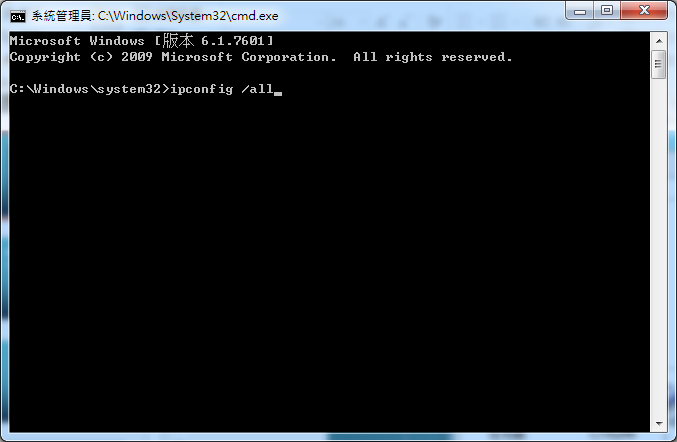 系統管理員: C:\Windows\System32\cmd.exe
Microsoft Windows [版本 6.1.7601]
Copyright (c) 2009 Microsoft Corporation.  All rights reserved.
C:\Windows\system32>ipconfig /all